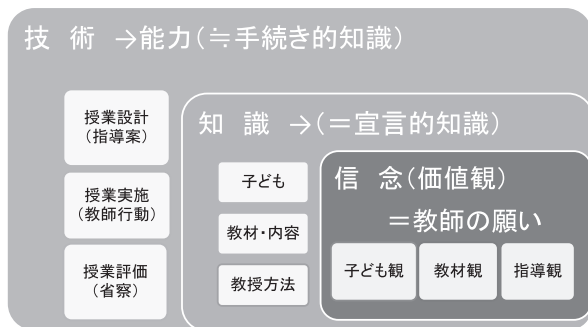 技　術　→能力(≒手続き的知識)
授業設計
(指導案)
授業実施
(教師行動)
授業評価
(省察)
知　識　→(＝宣言的知識)
子ども
教材・内容
教授方法
信　念(価値観)
＝教師の願い
子ども観
教材観
指導観